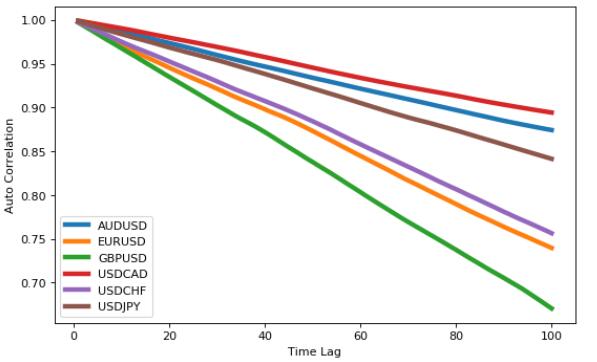 1.00
0.95
0.90
0.85
0.80
0.75
0.70
Auto Correlation
AUDUSD
EURUSD
GBPUSD
USDCAD
USDCHF
USDJPY
0 20 40 60 80 100
Time Lag